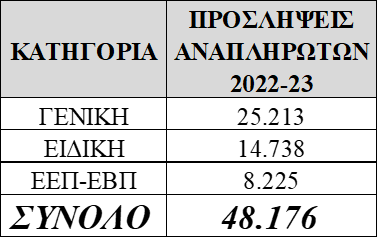 ΚΑΤΗΓΟΡΙΑ
ΠΡΟΣΛΗΨΕΙΣ
ΑΝΑΠΛΗΡΩΤΩΝ
2022-23
ΓΕΝΙΚΗ 25.213
ΕΙΔΙΚΗ 14.738
ΕΕΠ-ΕΒΠ 8.225
ΣΥΝΟΛΟ 48.176